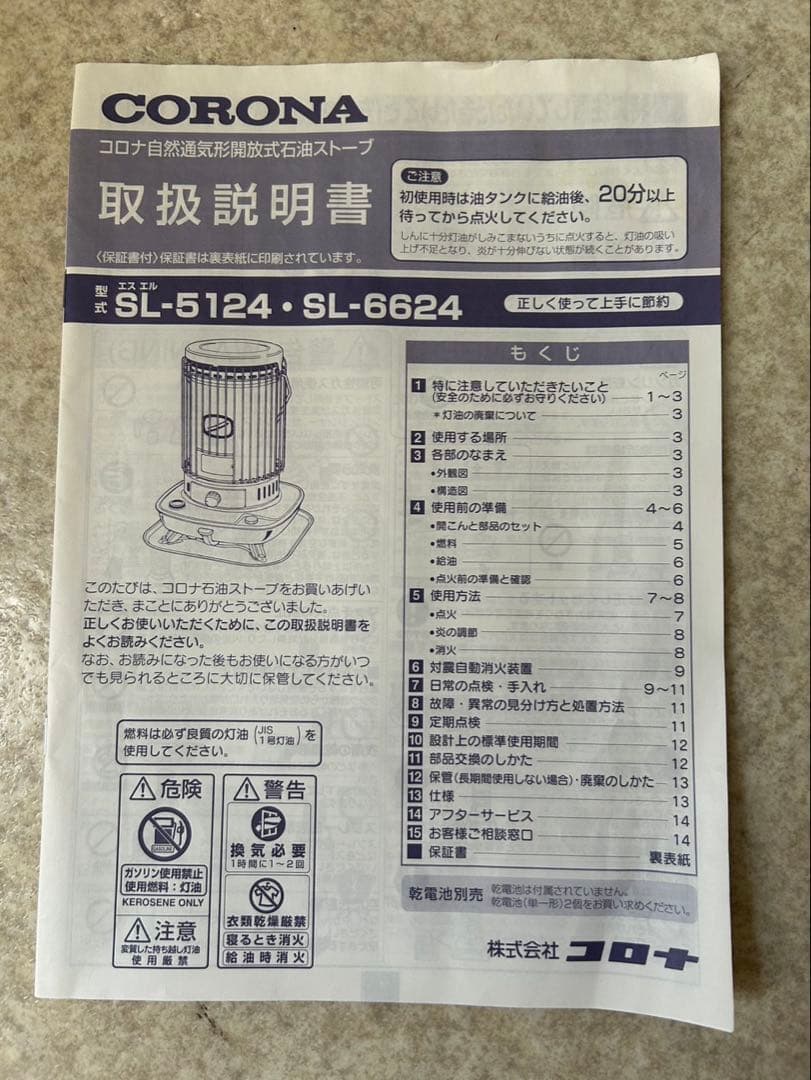 CORONA
コロナ自然通気形開放式石油ストーブ
取扱説明書
〈保証書付〉保証書は裏表紙に印刷されています。
ご注意
初使用時は油タンクに給油後、20分以上
待ってから点火してください。
しんに十分灯油がしみこまないうちに点火すると、灯油の吸い
上げ不足となり、炎が十分伸びない状態が続くことがあります。
型式 エス エル
SL-5124・SL-6624
正しく使って上手に節約
このたびは、コロナ石油ストーブをお買いあげい
ただき、まことにありがとうございました。
正しくお使いいただくために、この取扱説明書を
よくお読みください。
なお、お読みになった後もお使いになる方がいつ
でも見られるところに大切に保管してください。
燃料は必ず良質の灯油(JIS 1号灯油)を
使用してください。
危険
GASOLINE
ガソリン使用禁止
使用燃料:灯油
KEROSENE ONLY
注意
変質した持ち越し灯油
使用厳禁
警告
換気必要
1時間に1~2回
衣類乾燥厳禁
寝るとき消火
給油時消火
もくじ
ページ
1 特に注意していただきたいこと
(安全のために必ずお守りください) 1~3
*灯油の廃棄について 3
2 使用する場所 3
3 各部のなまえ 3
•外観図 3
•構造図 3
4 使用前の準備 4~6
•開こんと部品のセット 4
•燃料 5
•給油 6
•点火前の準備と確認 6
5 使用方法 7~8
•点火 7
•炎の調節 8
•消火 8
6 対震自動消火装置 9
7 日常の点検・手入れ 9~11
8 故障・異常の見分け方と処置方法 11
9 定期点検 11
10 設計上の標準使用期間 12
11 部品交換のしかた 12
12 保管(長期間使用しない場合)・廃棄のしかた 13
13 仕様 13
14 アフターサービス 14
15 お客様ご相談窓口 14
■ 保証書 裏表紙
乾電池別売
乾電池は付属されていません。
乾電池(単一形)2個をお買い求めください。
株式会社 コロナ